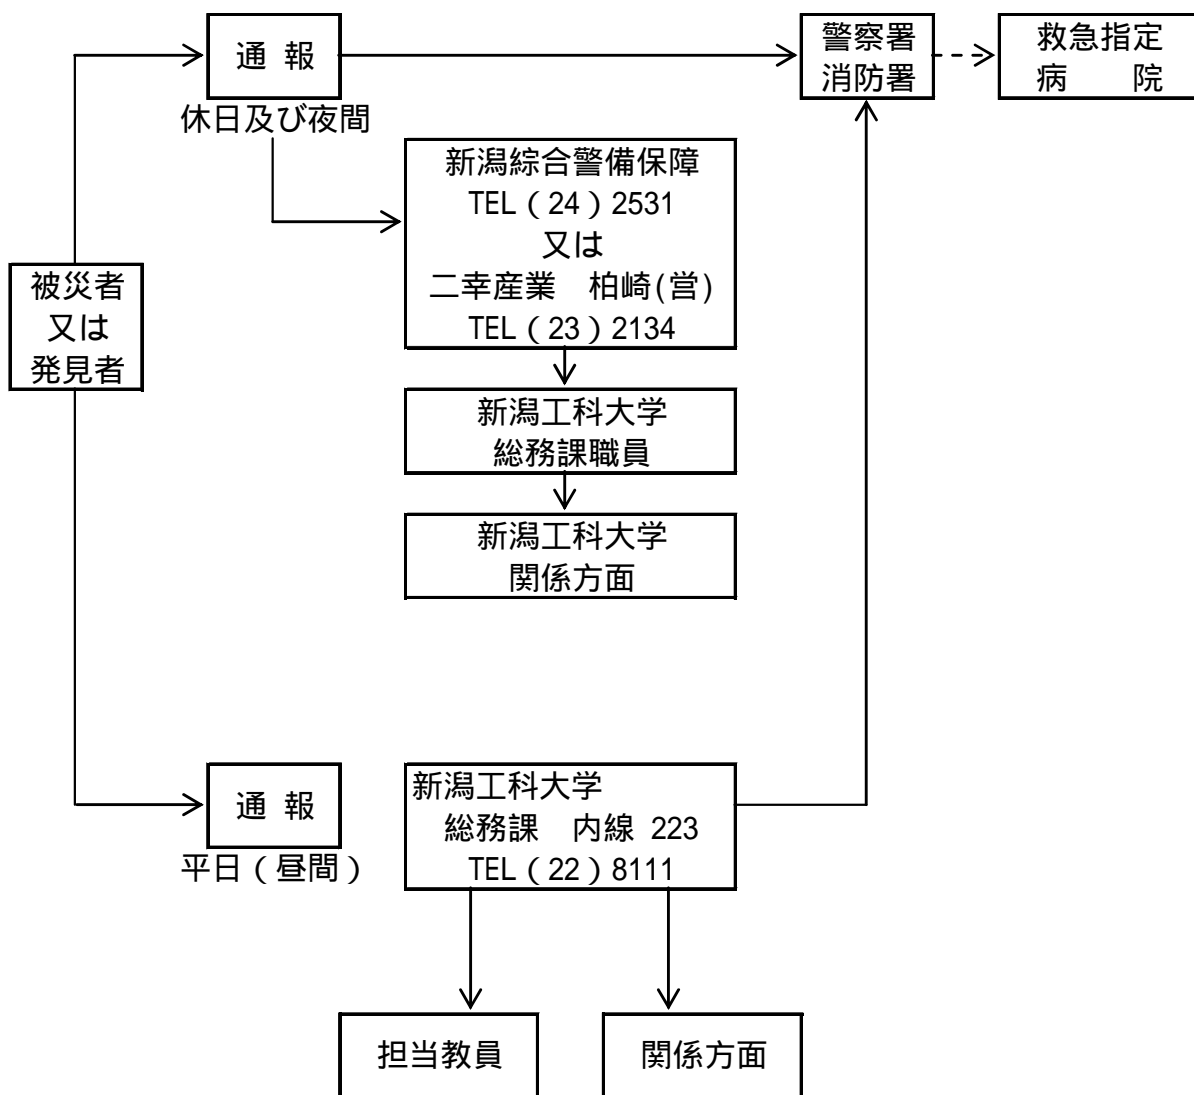 通 報
警察署
消防署
救急指定
病　　院
休日及び夜間
新潟綜合警備保障
TEL（24）2531
又は
二幸産業　柏崎(営)
TEL（23）2134
被災者
又は
発見者
新潟工科大学
総務課職員
新潟工科大学
関係方面
通 報
平日（昼間）
新潟工科大学
総務課　内線 223
TEL（22）8111
担当教員
関係方面